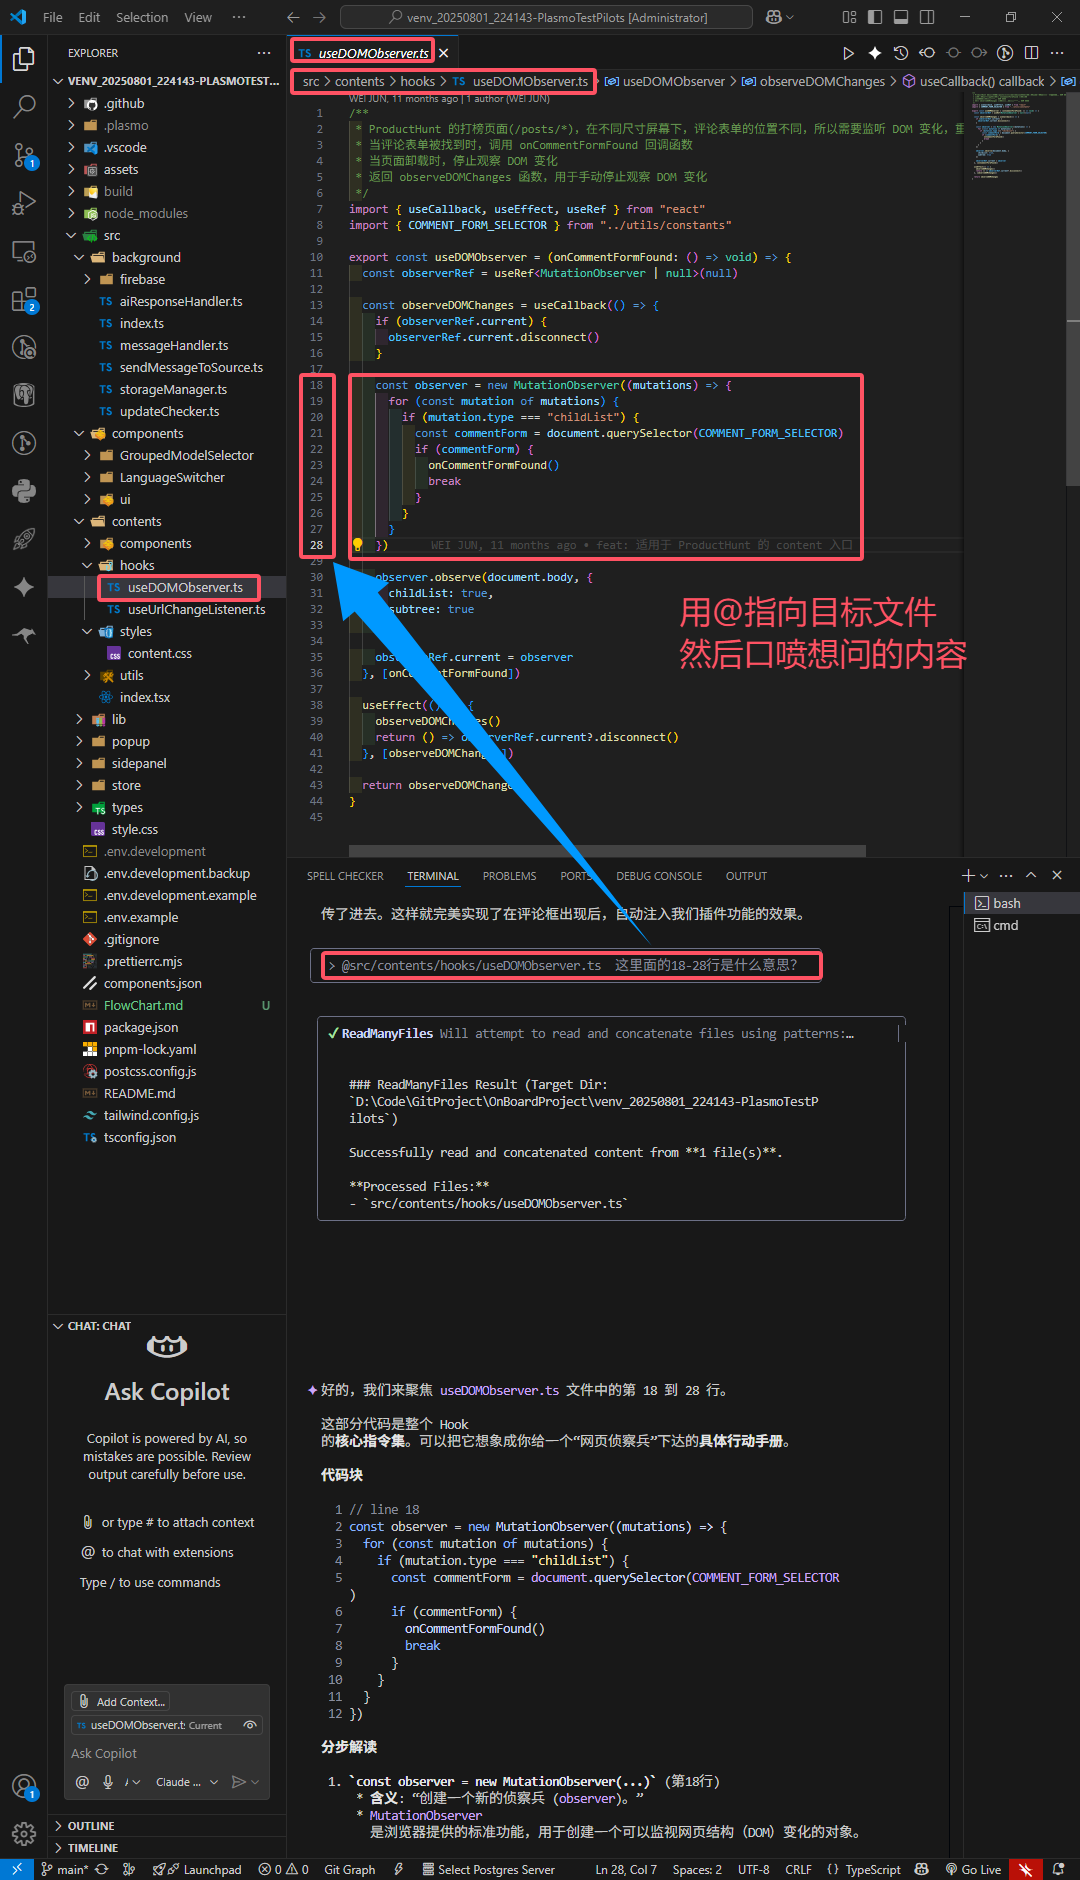 File Edit Selection View ··· venv_20250801_224143-PlasmoTestPilots [Administrator]
EXPLORER ···
VENV_20250801_224143-PLASMOTEST...
.github
.plasmo
.vscode
assets
build
node_modules
src
background
firebase
TS aiResponseHandler.ts
TS index.ts
TS messageHandler.ts
TS sendMessageToSource.ts
TS storageManager.ts
TS updateChecker.ts
components
GroupedModelSelector
LanguageSwitcher
ui
contents
components
hooks
TS useDOMObserver.ts
TS useUrlChangeListener.ts
styles
content.css
utils
index.tsx
lib
popup
sidepanel
store
types
style.css
.env.development
.env.development.backup
.env.development.example
.env.example
.gitignore
.prettierrc.mjs
components.json
FlowChart.md U
package.json
pnpm-lock.yaml
postcss.config.js
README.md
tailwind.config.js
tsconfig.json
TS useDOMObserver.ts
src > contents > hooks > TS useDOMObserver.ts > useDOMObserver > observeDOMChanges > useCallback() callback >
WEI JUN, 11 months ago | 1 author (WEI JUN)
1 /**
2 * ProductHunt 的打榜页面(/posts/*)，在不同尺寸屏幕下，评论表单的位置不同，所以需要监听 DOM 变化，重
3 * 当评论表单被找到时，调用 onCommentFormFound 回调函数
4 * 当页面卸载时，停止观察 DOM 变化
5 * 返回 observeDOMChanges 函数，用于手动停止观察 DOM 变化
6 */
7 import { useCallback, useEffect, useRef } from "react"
8 import { COMMENT_FORM_SELECTOR } from "../utils/constants"
9
10 export const useDOMObserver = (onCommentFormFound: () => void) => {
11 const observerRef = useRef<MutationObserver | null>(null)
12
13 const observeDOMChanges = useCallback(() => {
14 if (observerRef.current) {
15 observerRef.current.disconnect()
16 }
17
18 const observer = new MutationObserver((mutations) => {
19 for (const mutation of mutations) {
20 if (mutation.type === "childList") {
21 const commentForm = document.querySelector(COMMENT_FORM_SELECTOR)
22 if (commentForm) {
23 onCommentFormFound()
24 break
25 }
26 }
27 }
28 }) WEI JUN, 11 months ago • feat: 适用于 ProductHunt 的 content 入口
29
30 observer.observe(document.body, {
31 childList: true,
32 subtree: true
33
34
35 Ref.current = observer
36 }, [onCommentFormFound])
37
38 useEffect(() {
39 observeDOMCh es()
40 return () => rverRef.current?.disconnect()
41 }, [observeDOMChang ])
42
43 return observeDOMChange
44 }
45
用@指向目标文件
然后口喷想问的内容
SPELL CHECKER TERMINAL PROBLEMS PORTS DEBUG CONSOLE OUTPUT
bash
cmd
传了进去。这样就完美实现了在评论框出现后，自动注入我们插件功能的效果。
> @src/contents/hooks/useDOMObserver.ts 这里面的18-28行是什么意思？
✓ ReadManyFiles Will attempt to read and concatenate files using patterns:…
### ReadManyFiles Result (Target Dir:
`D:\Code\GitProject\OnBoardProject\venv_20250801_224143-PlasmoTestP
ilots`)
Successfully read and concatenated content from **1 file(s)**.
**Processed Files:**
- `src/contents/hooks/useDOMObserver.ts`
✦ 好的，我们来聚焦 useDOMObserver.ts 文件中的第 18 到 28 行。
这部分代码是整个 Hook
的核心指令集。可以把它想象成你给一个“网页侦察兵”下达的具体行动手册。
代码块
1 // line 18
2 const observer = new MutationObserver((mutations) => {
3 for (const mutation of mutations) {
4 if (mutation.type === "childList") {
5 const commentForm = document.querySelector(COMMENT_FORM_SELECTOR
)
6 if (commentForm) {
7 onCommentFormFound()
8 break
9 }
10 }
11 }
12 })
分步解读
1. `const observer = new MutationObserver(...)` (第18行)
* 含义: “创建一个新的侦察兵 (observer)。”
* MutationObserver
是浏览器提供的标准功能，用于创建一个可以监视网页结构（DOM）变化的对象。
CHAT: CHAT
Ask Copilot
Copilot is powered by AI, so
mistakes are possible. Review
output carefully before use.
or type # to attach context
@ to chat with extensions
Type / to use commands
Add Context...
TS useDOMObserver.t Current
Ask Copilot
@ Claude ...
OUTLINE
TIMELINE
main* Launchpad 0 0 Git Graph Select Postgres Server Ln 28, Col 7 Spaces: 2 UTF-8 CRLF {} TypeScript Go Live